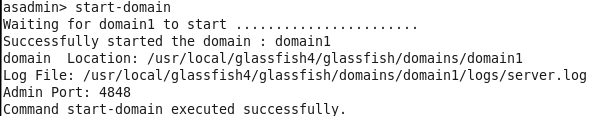 asadmin> start-domain
Waiting for domain1 to start .......................
Successfully started the domain : domain1
domain  Location: /usr/local/glassfish4/glassfish/domains/domain1
Log File: /usr/local/glassfish4/glassfish/domains/domain1/logs/server.log
Admin Port: 4848
Command start-domain executed successfully.